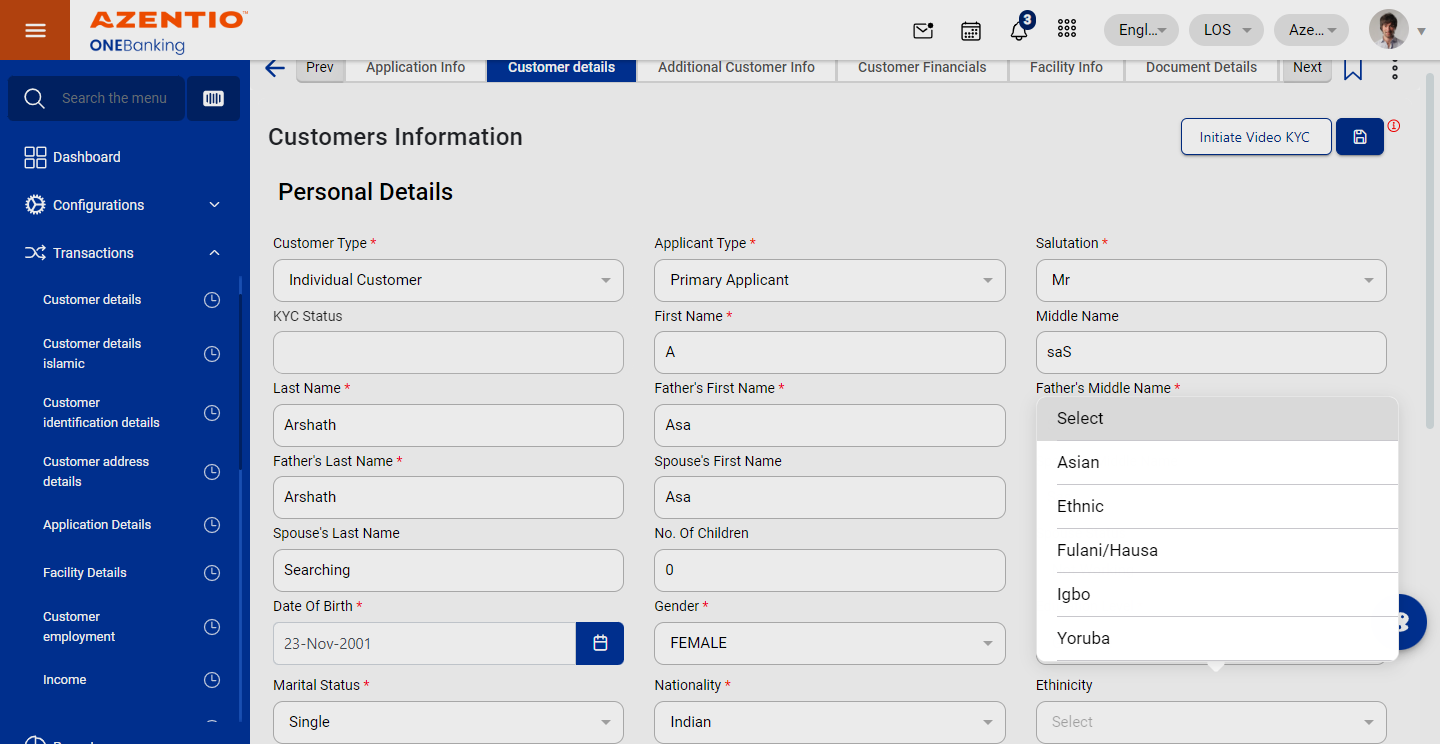 AZENTIO™
ONEBanking
3
Engl...
LOS
Aze...
Search the menu
Dashboard
Configurations
Transactions
Customer details
Customer details
islamic
Customer
identification details
Customer address
details
Application Details
Facility Details
Customer
employment
Income
Prev
Application Info
Customer details
Additional Customer Info
Customer Financials
Facility Info
Document Details
Next
Customers Information
Initiate Video KYC
Personal Details
Customer Type *
Applicant Type *
Salutation *
Individual Customer
Primary Applicant
Mr
KYC Status
First Name *
Middle Name
A
saS
Last Name *
Father's First Name *
Father's Middle Name *
Arshath
Asa
Father's Last Name *
Spouse's First Name
Arshath
Asa
Spouse's Last Name
No. Of Children
Searching
0
Date Of Birth *
Gender *
23-Nov-2001
FEMALE
Select
Asian
Ethnic
Fulani/Hausa
Igbo
Yoruba
Marital Status *
Nationality *
Ethinicity
Single
Indian
Select